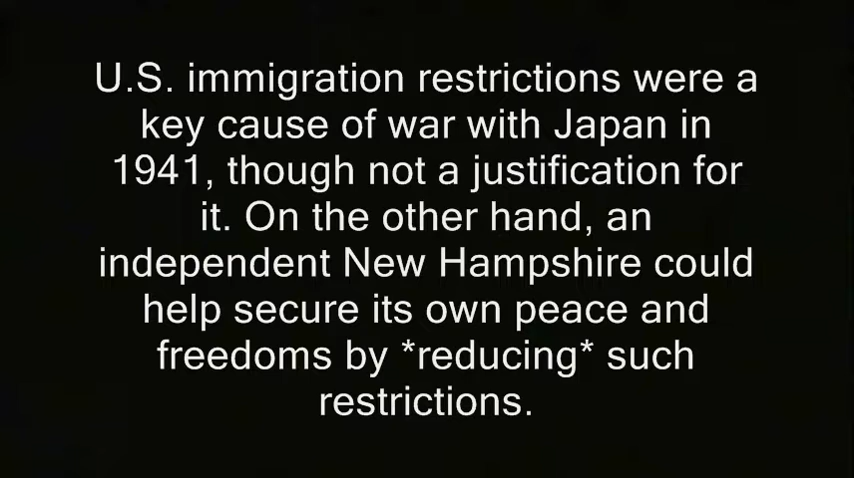 U.S. immigration restrictions were a
key cause of war with Japan in
1941, though not a justification for
it. On the other hand, an
independent New Hampshire could
help secure its own peace and
freedoms by *reducing* such
restrictions.